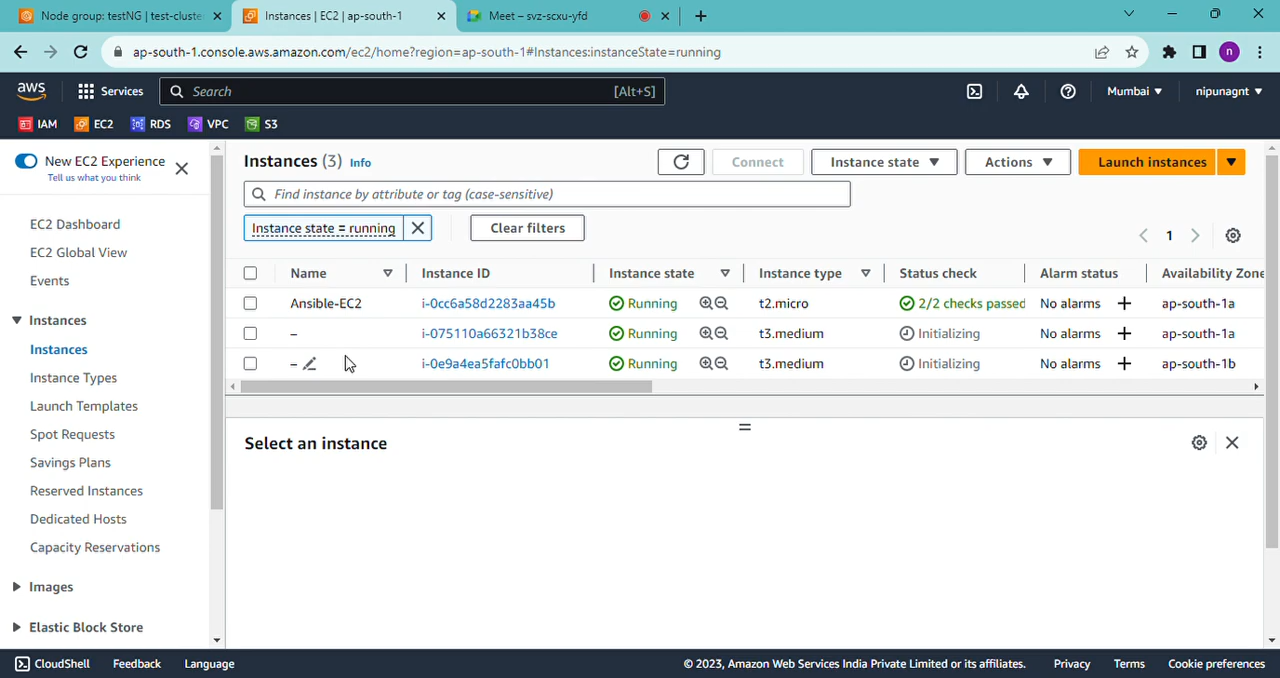 Node group: testNG | test-cluste
Instances | EC2 | ap-south-1
Meet – svz-scxu-yfd
ap-south-1.console.aws.amazon.com/ec2/home?region=ap-south-1#Instances:instanceState=running
n
aws
Services
Search
[Alt+S]
Mumbai
nipunagnt
IAM
EC2
RDS
VPC
S3
New EC2 Experience
Tell us what you think
EC2 Dashboard
EC2 Global View
Events
Instances
Instances
Instance Types
Launch Templates
Spot Requests
Savings Plans
Reserved Instances
Dedicated Hosts
Capacity Reservations
Images
Elastic Block Store
Instances (3) Info
Connect
Instance state
Actions
Launch instances
Find instance by attribute or tag (case-sensitive)
Instance state = running
Clear filters
1
Name Instance ID Instance state Instance type Status check Alarm status Availability Zone
Ansible-EC2 i-0cc6a58d2283aa45b Running t2.micro 2/2 checks passed No alarms + ap-south-1a
– i-075110a66321b38ce Running t3.medium Initializing No alarms + ap-south-1a
– i-0e9a4ea5fafc0bb01 Running t3.medium Initializing No alarms + ap-south-1b
Select an instance
CloudShell
Feedback
Language
© 2023, Amazon Web Services India Private Limited or its affiliates.
Privacy
Terms
Cookie preferences